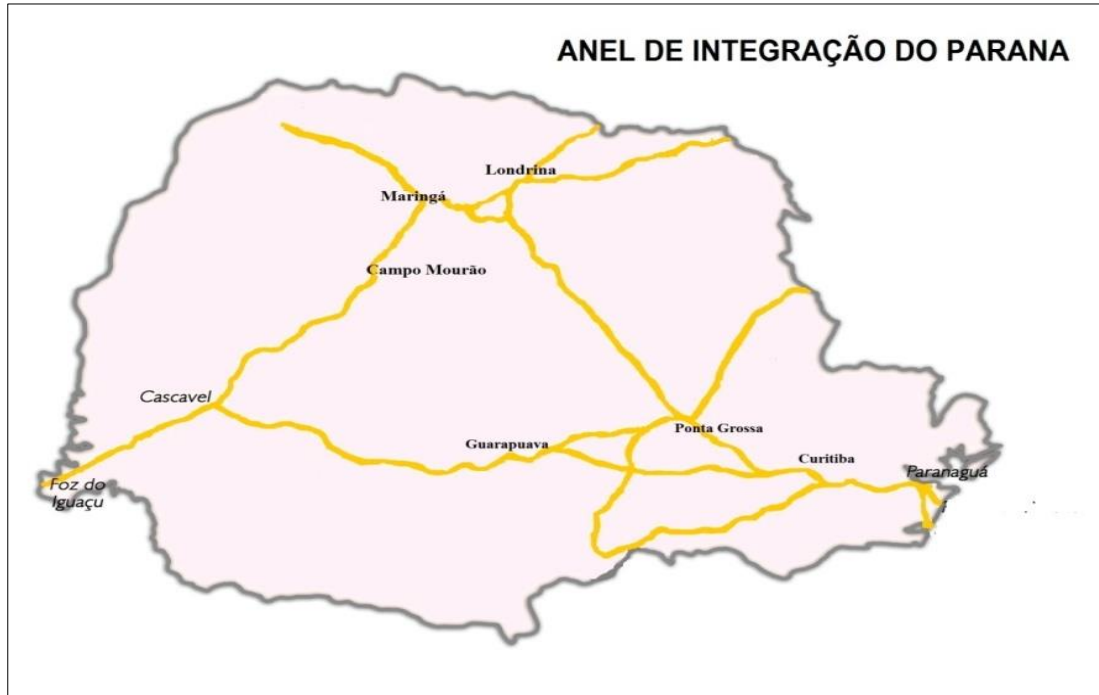 ANEL DE INTEGRAÇÃO DO PARANA
Londrina
Maringá
Campo Mourão
Cascavel
Guarapuava
Ponta Grossa
Curitiba
Paranaguá
Foz do
Iguaçu